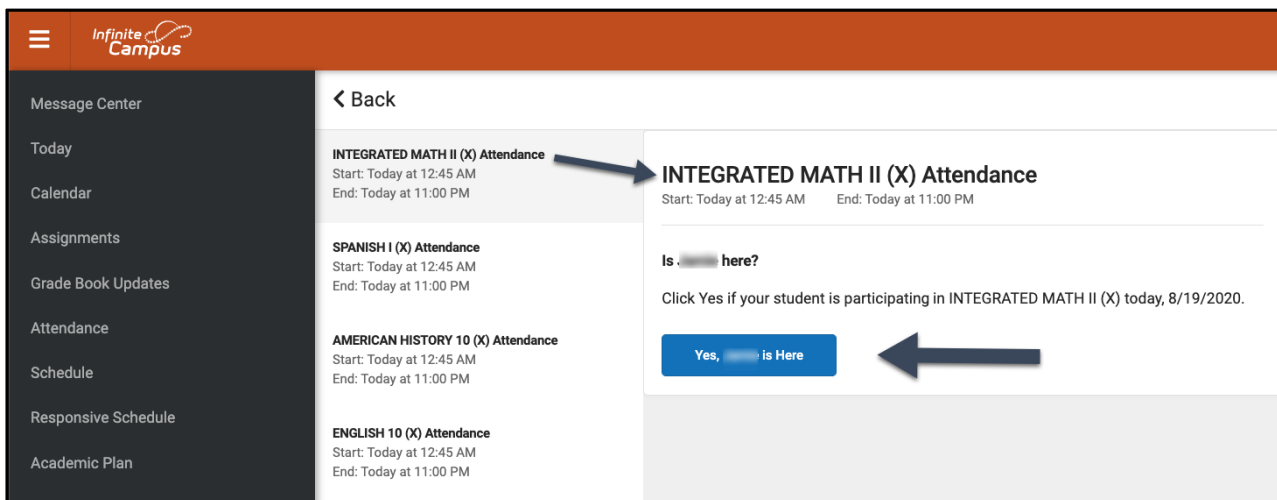 Infinite
Campus
Message Center
Today
Calendar
Assignments
Grade Book Updates
Attendance
Schedule
Responsive Schedule
Academic Plan
Back
INTEGRATED MATH II (X) Attendance
Start: Today at 12:45 AM
End: Today at 11:00 PM
SPANISH I (X) Attendance
Start: Today at 12:45 AM
End: Today at 11:00 PM
AMERICAN HISTORY 10 (X) Attendance
Start: Today at 12:45 AM
End: Today at 11:00 PM
ENGLISH 10 (X) Attendance
Start: Today at 12:45 AM
End: Today at 11:00 PM
INTEGRATED MATH II (X) Attendance
Start: Today at 12:45 AM End: Today at 11:00 PM
Is here?
Click Yes if your student is participating in INTEGRATED MATH II (X) today, 8/19/2020.
Yes, is Here